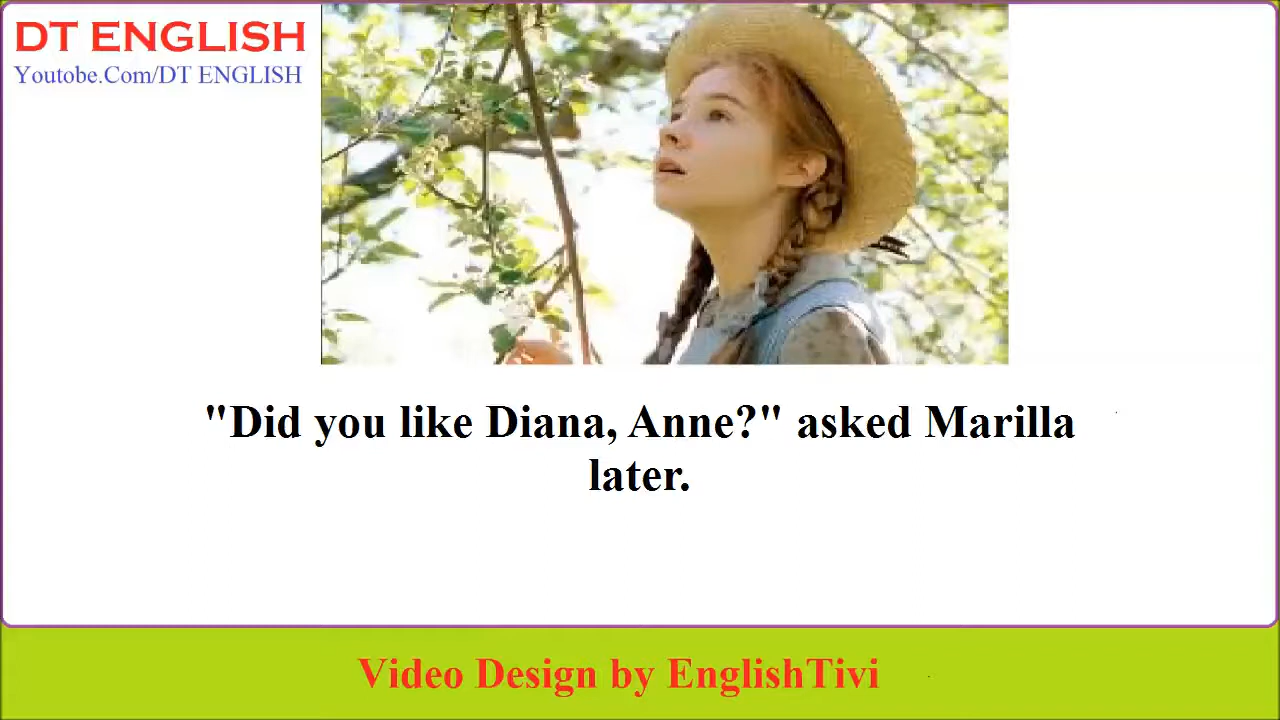 DT ENGLISH
Youtobe.Com/DT ENGLISH
"Did you like Diana, Anne?" asked Marilla
later.
Video Design by EnglishTivi